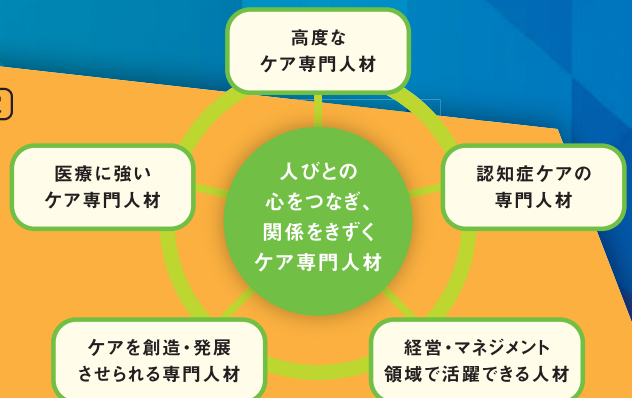 高度な
ケア専門人材
医療に強い
ケア専門人材
人びとの
心をつなぎ、
関係をきずく
ケア専門人材
認知症ケアの
専門人材
ケアを創造・発展
させられる専門人材
経営・マネジメント
領域で活躍できる人材